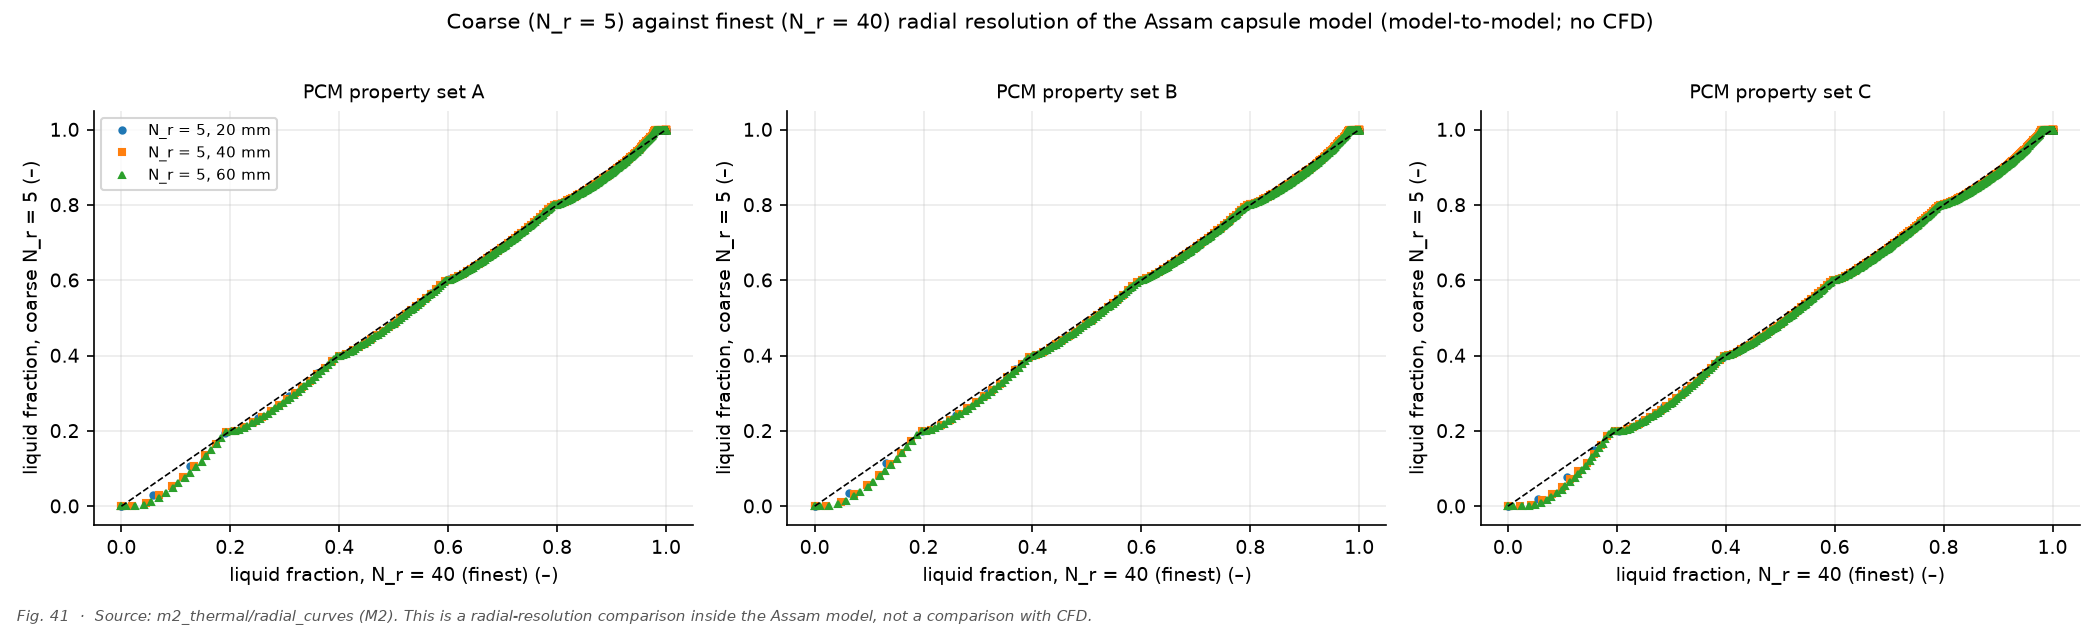 Coarse (N_r = 5) against finest (N_r = 40) radial resolution of the Assam capsule model (model-to-model; no CFD)
PCM property set A
liquid fraction, coarse N_r = 5 (–)
1.0
0.8
0.6
0.4
0.2
0.0
N_r = 5, 20 mm
N_r = 5, 40 mm
N_r = 5, 60 mm
0.0 0.2 0.4 0.6 0.8 1.0
liquid fraction, N_r = 40 (finest) (–)
PCM property set B
liquid fraction, coarse N_r = 5 (–)
1.0
0.8
0.6
0.4
0.2
0.0
0.0 0.2 0.4 0.6 0.8 1.0
liquid fraction, N_r = 40 (finest) (–)
PCM property set C
liquid fraction, coarse N_r = 5 (–)
1.0
0.8
0.6
0.4
0.2
0.0
0.0 0.2 0.4 0.6 0.8 1.0
liquid fraction, N_r = 40 (finest) (–)
Fig. 41 · Source: m2_thermal/radial_curves (M2). This is a radial-resolution comparison inside the Assam model, not a comparison with CFD.